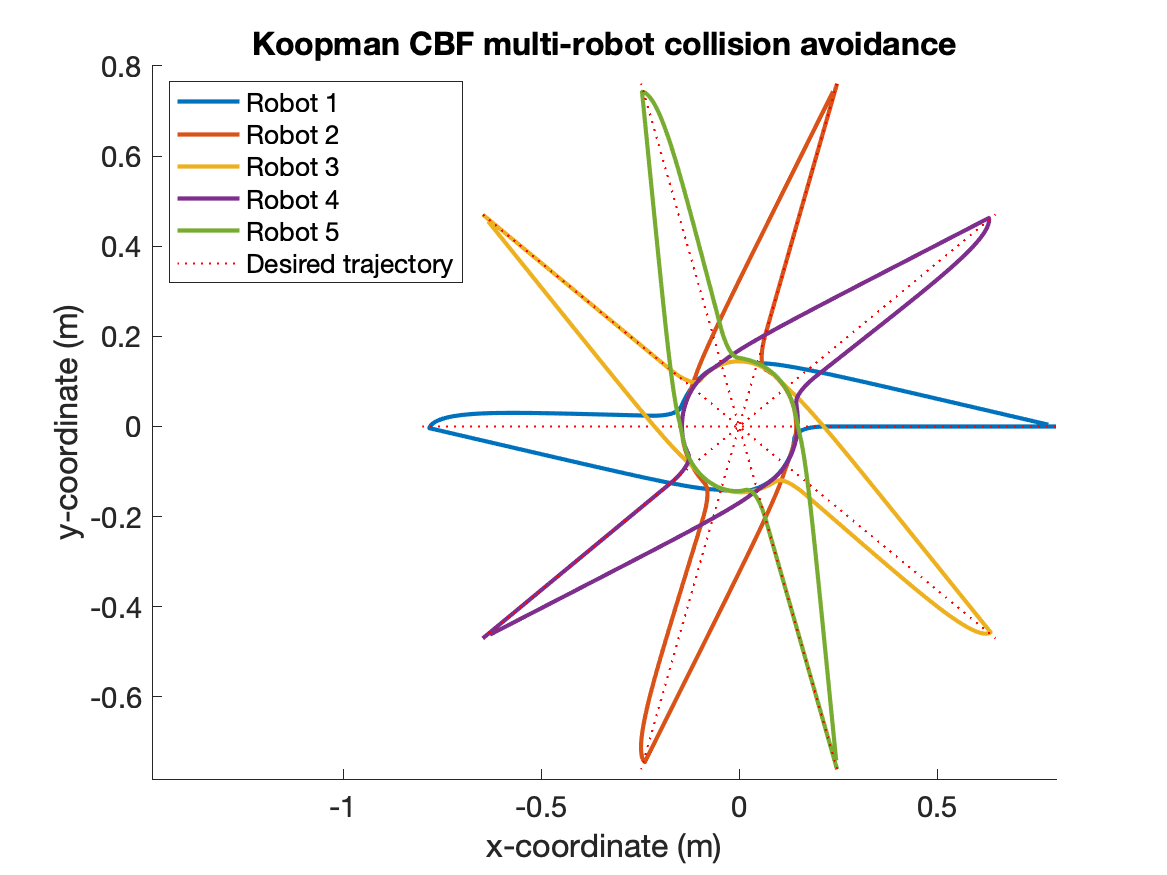 Koopman CBF multi-robot collision avoidance
0.8
0.6
0.4
0.2
0
-0.2
-0.4
-0.6
y-coordinate (m)
Robot 1
Robot 2
Robot 3
Robot 4
Robot 5
Desired trajectory
-1
-0.5
0
0.5
x-coordinate (m)